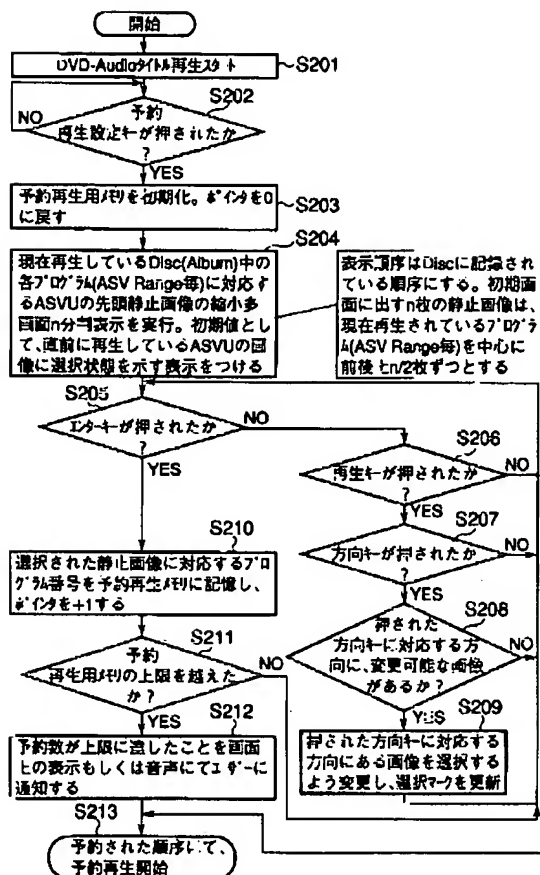 開始
DVD-Audioタイトル再生スタート
S201
S202
NO
予約
再生設定キーが押されたか
?
YES
予約再生用メモリを初期化。ポインタを0
に戻す
S203
S204
現在再生しているDisc(Album)中の
各プログラム(ASV Range毎)に対応す
るASVUの先頭静止画像の縮小多
画面n分割表示を実行。初期値とし
て、直前に再生しているASVUの画
像に選択状態を示す表示をつける
表示順序はDiscに記録され
ている順序にする。初期画
面に出すn枚の静止画像は、
現在再生されているプログラ
ム(ASV Range毎)を中心に
前後とn/2枚ずつとする
S205
エンターキーが押されたか
?
NO
YES
S206
再生キーが押されたか
?
NO
YES
S207
方向キーが押されたか
?
NO
YES
S208
押された
方向キーに対応する方
向に、変更可能な画像
があるか?
NO
YES
S209
押された方向キーに対応する
方向にある画像を選択する
よう変更し、選択マークを更新
S210
選択された静止画像に対応するプロ
グラム番号を予約再生メモリに記憶し、
ポインタを+1する
S211
予約
再生用メモリの上限を越えた
か?
NO
YES
S212
予約数が上限に達したことを画面
上の表示もしくは音声にてユーザーに
通知する
S213
予約された順序にて、
予約再生開始